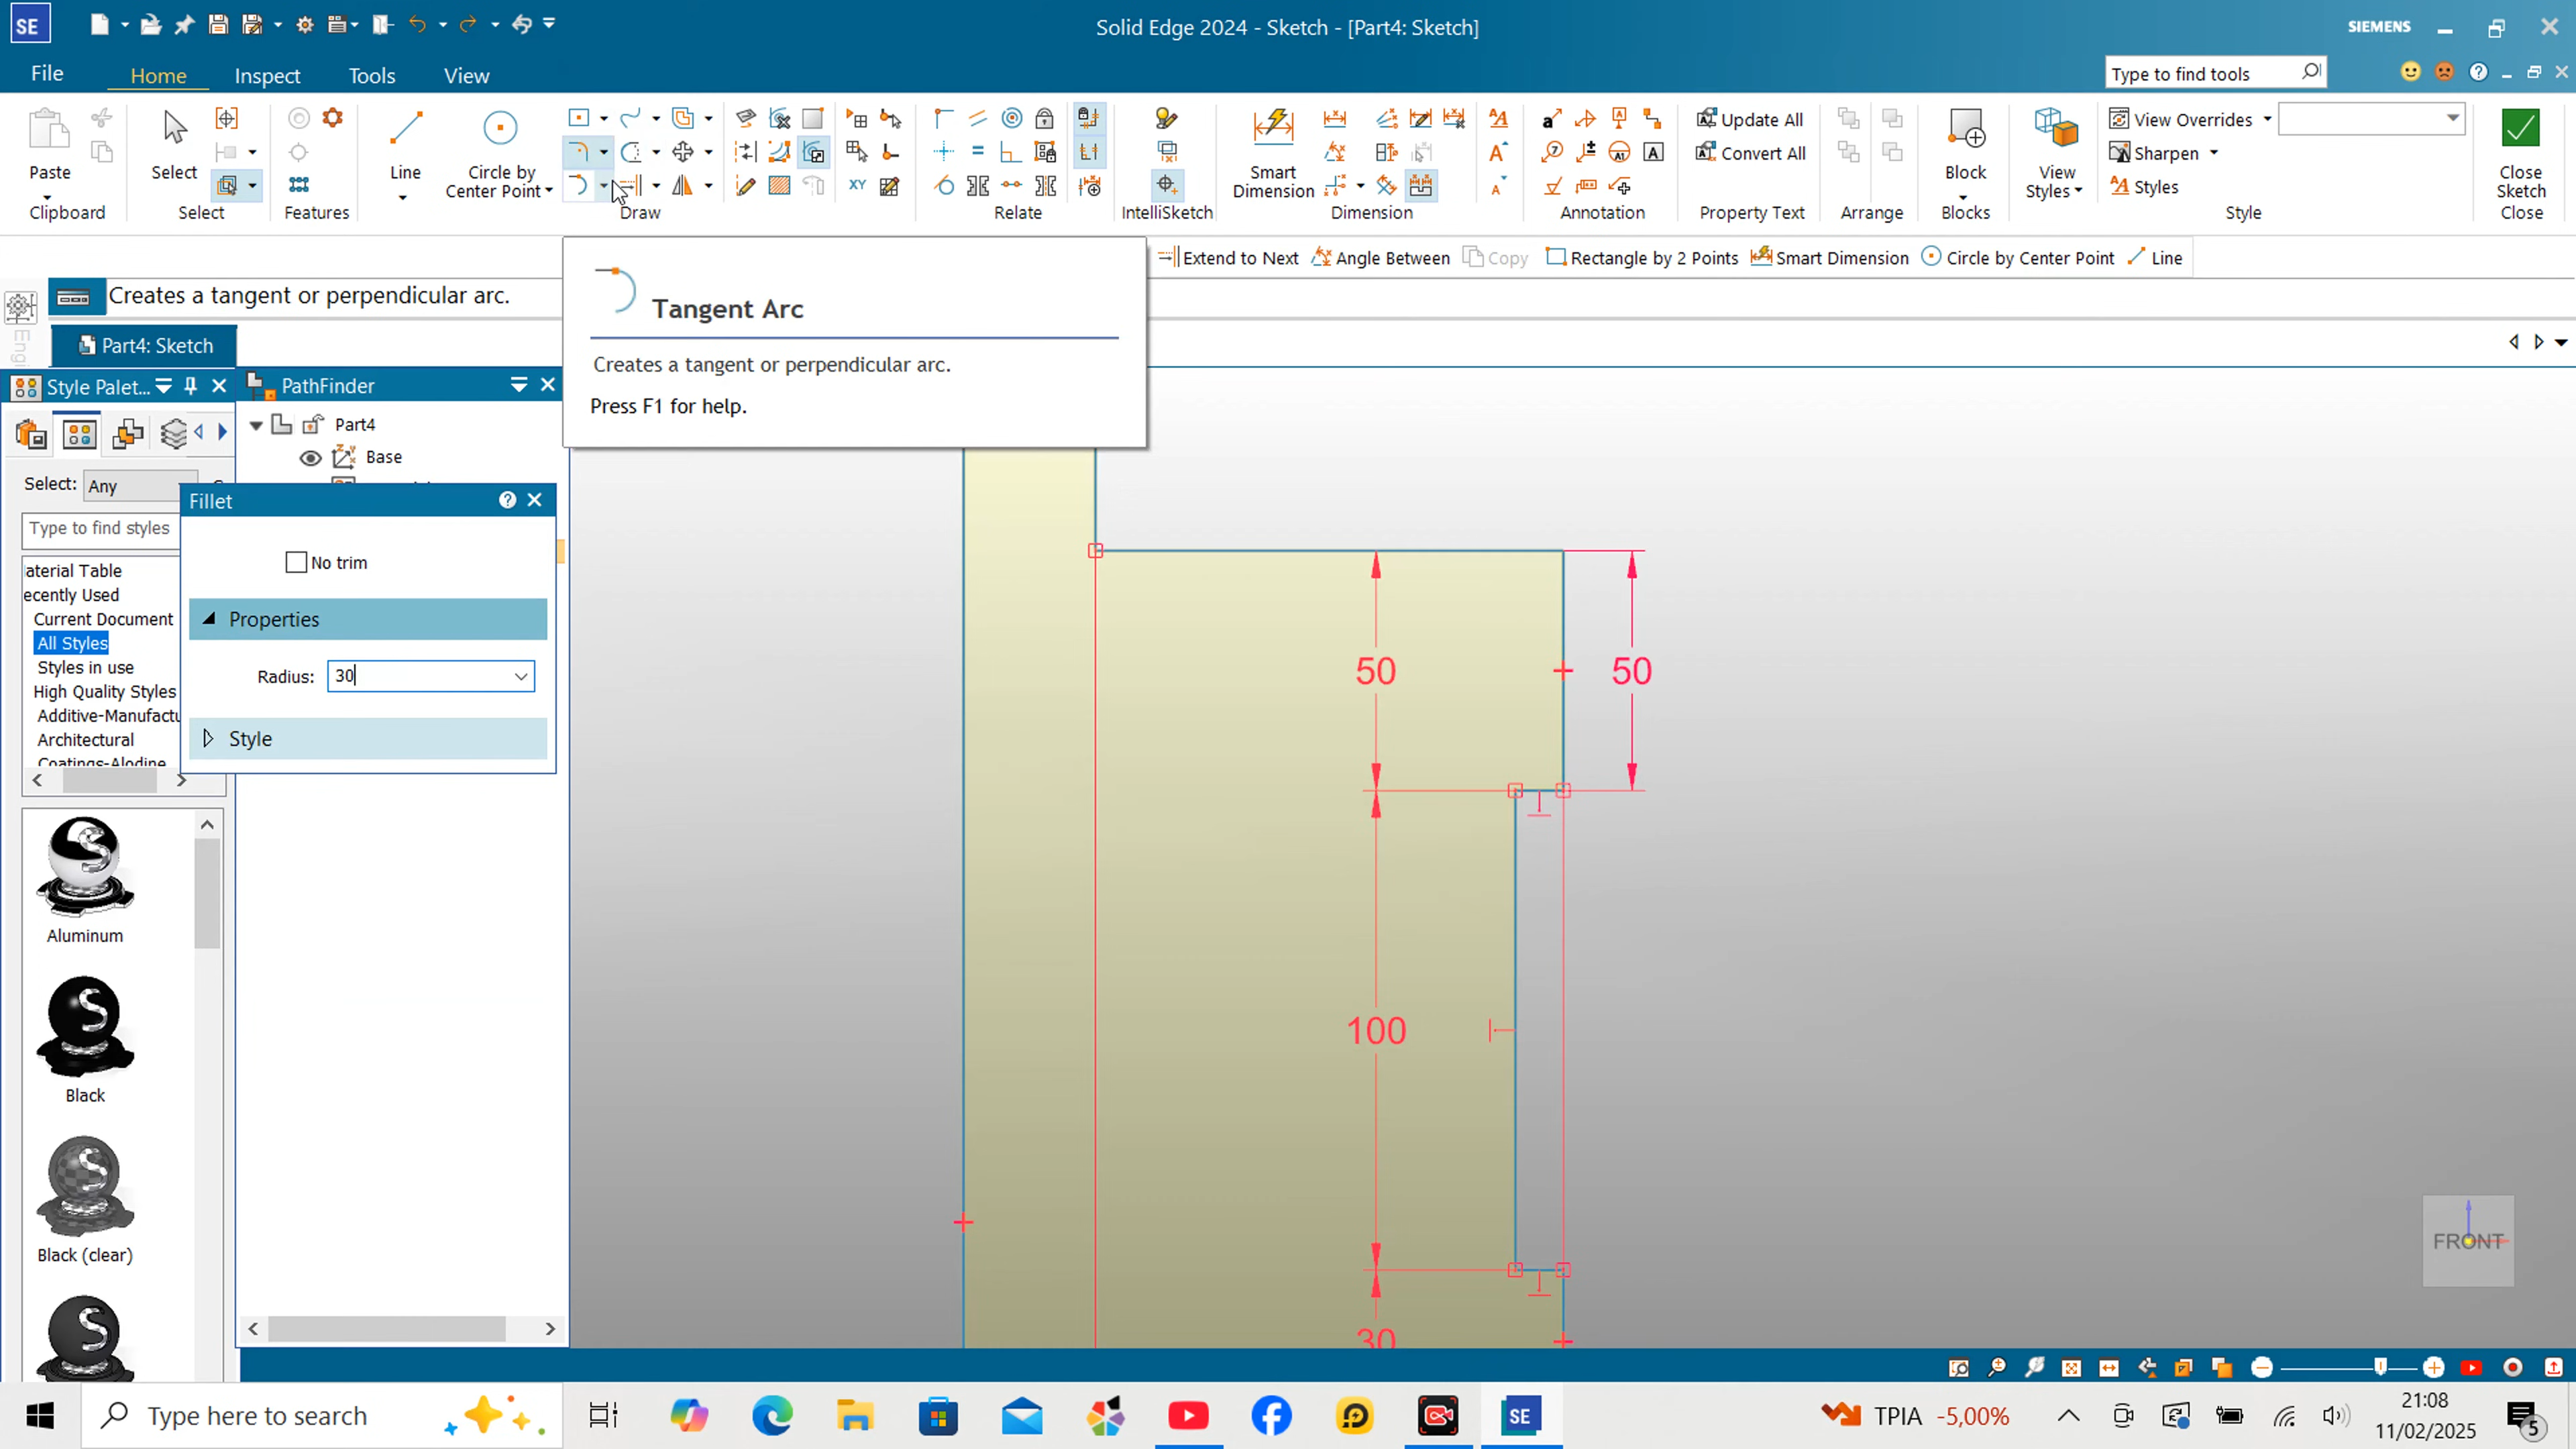 SE
Solid Edge 2024 - Sketch - [Part4: Sketch]
SIEMENS
File
Home
Inspect
Tools
View
Type to find tools
Paste
Select
Line
Circle by Center Point
Smart Dimension
Update All
Convert All
Block
View Styles
View Overrides
Sharpen
Styles
Close Sketch
Clipboard
Select
Features
Draw
Relate
IntelliSketch
Dimension
Annotation
Property Text
Arrange
Blocks
Style
Close
Extend to Next
Angle Between
Copy
Rectangle by 2 Points
Smart Dimension
Circle by Center Point
Line
Creates a tangent or perpendicular arc.
Tangent Arc
Creates a tangent or perpendicular arc.
Press F1 for help.
Part4: Sketch
Style Palet...
PathFinder
Part4
Base
Select: Any
Type to find styles
Fillet
No trim
Properties
Radius: 30
Style
aterial Table
ecently Used
Current Document
All Styles
Styles in use
High Quality Styles
Additive-Manufactu
Architectural
Coatings-Alodine
Aluminum
Black
Black (clear)
50
50
100
30
FRONT
Type here to search
SE
TPIA -5,00%
21:08
11/02/2025
5